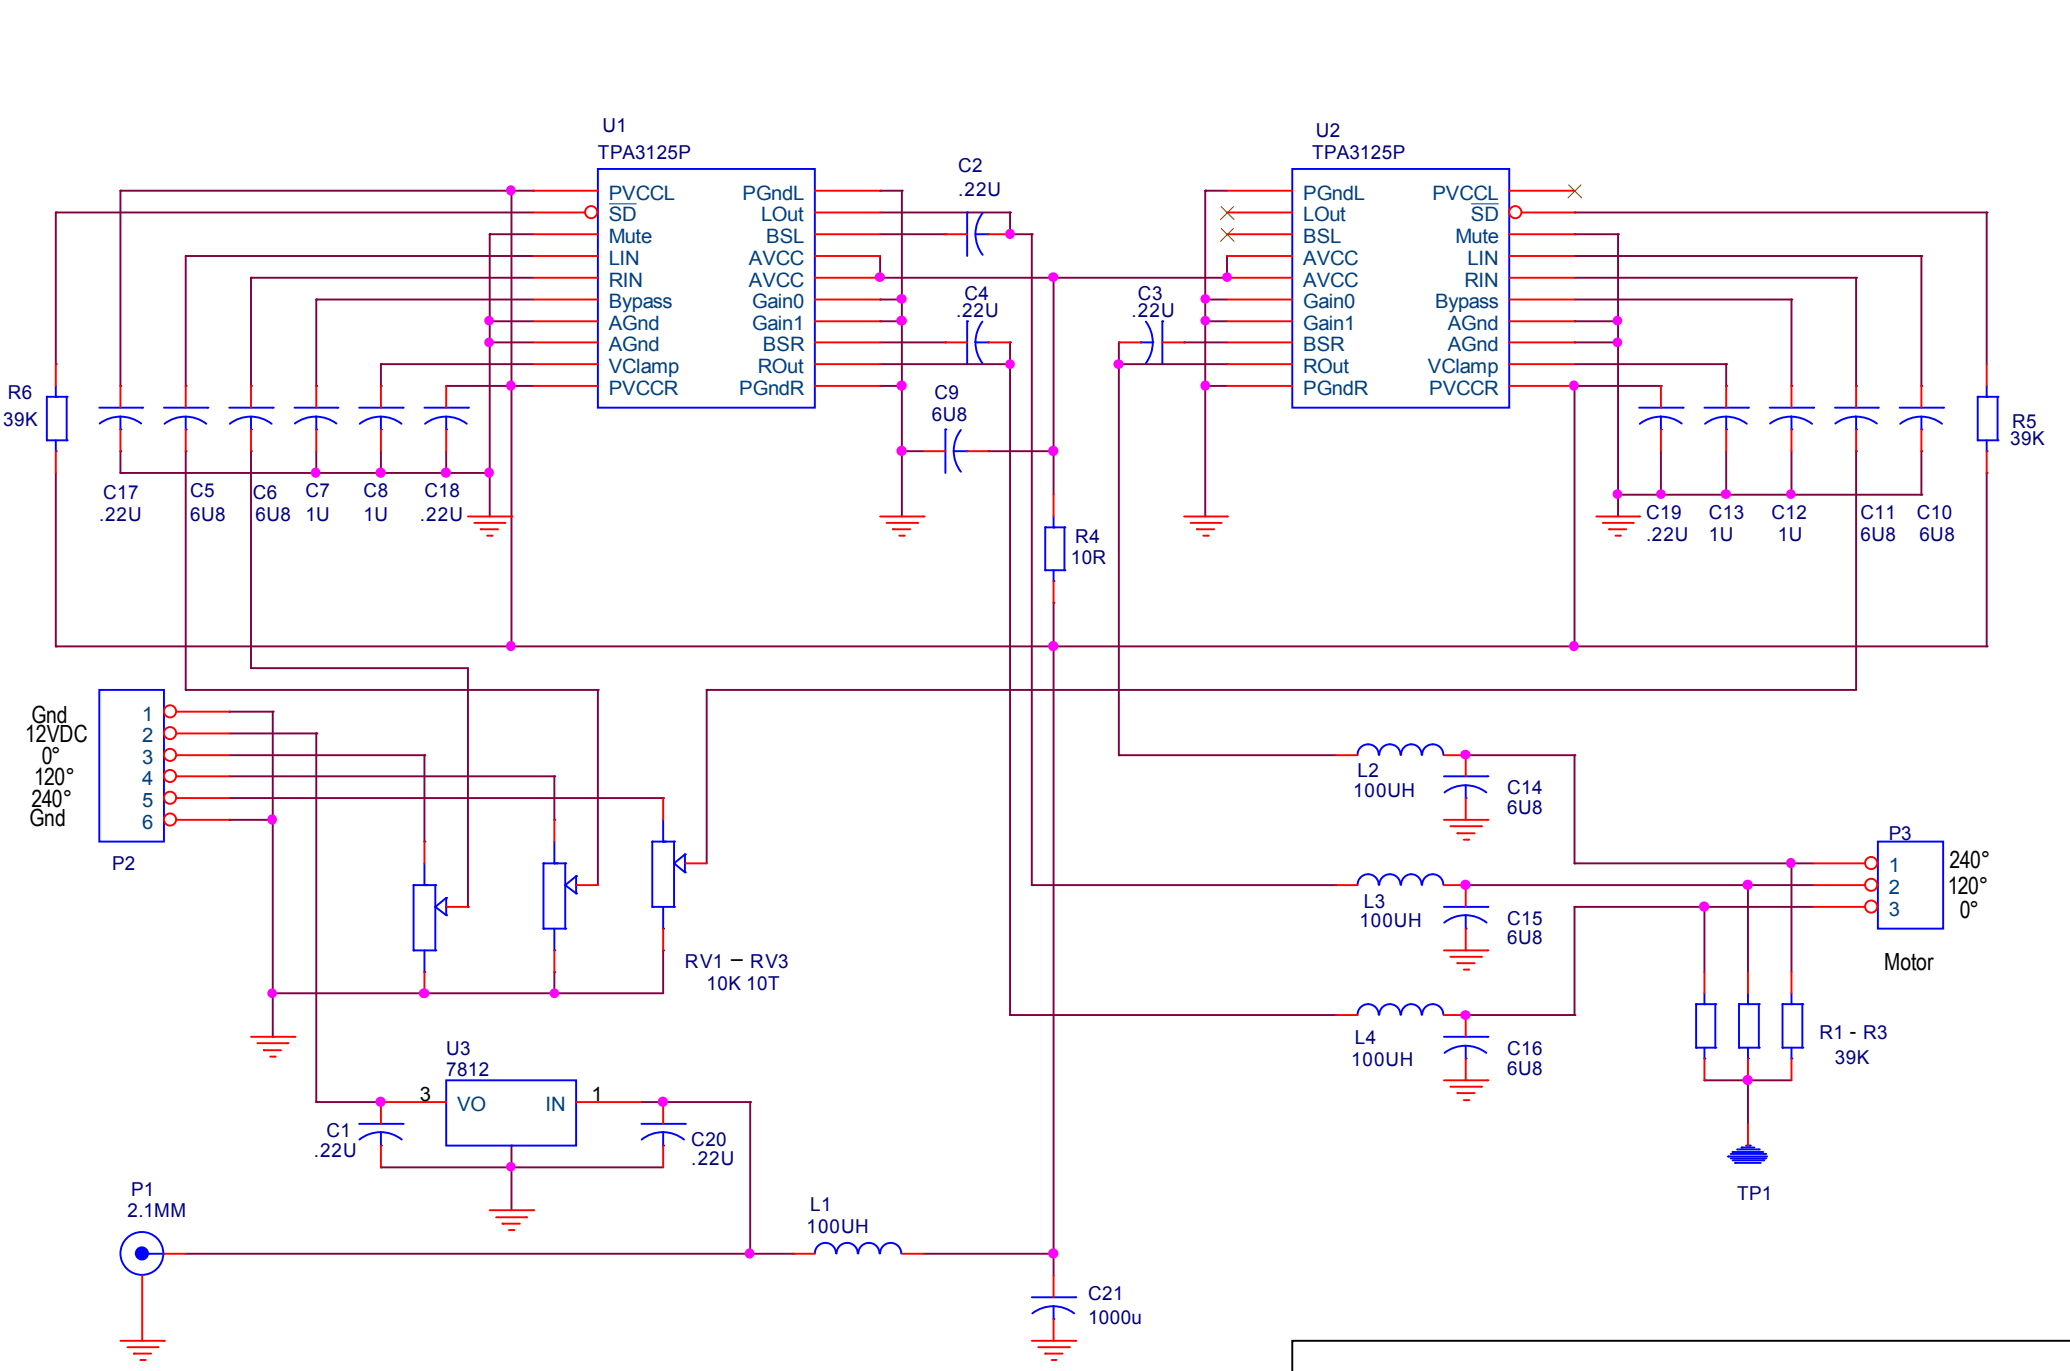 U1
TPA3125P
PVCCL
SD
Mute
LIN
RIN
Bypass
AGnd
AGnd
VClamp
PVCCR
PGndL
LOut
BSL
AVCC
AVCC
Gain0
Gain1
BSR
ROut
PGndR
C2
.22U
C4
.22U
C9
6U8
C3
.22U
U2
TPA3125P
PGndL
LOut
BSL
AVCC
AVCC
Gain0
Gain1
BSR
ROut
PGndR
PVCCL
SD
Mute
LIN
RIN
Bypass
AGnd
AGnd
VClamp
PVCCR
R6
39K
C17
.22U
C5
6U8
C6
6U8
C7
1U
C8
1U
C18
.22U
R4
10R
C19
.22U
C13
1U
C12
1U
C11
6U8
C10
6U8
R5
39K
Gnd 1
12VDC 2
0° 3
120° 4
240° 5
Gnd 6
P2
RV1 – RV3
10K 10T
L2
100UH
C14
6U8
L3
100UH
C15
6U8
L4
100UH
C16
6U8
P3
1 240°
2 120°
3 0°
Motor
R1 - R3
39K
TP1
U3
7812
3 VO IN 1
C1
.22U
C20
.22U
P1
2.1MM
L1
100UH
C21
1000u